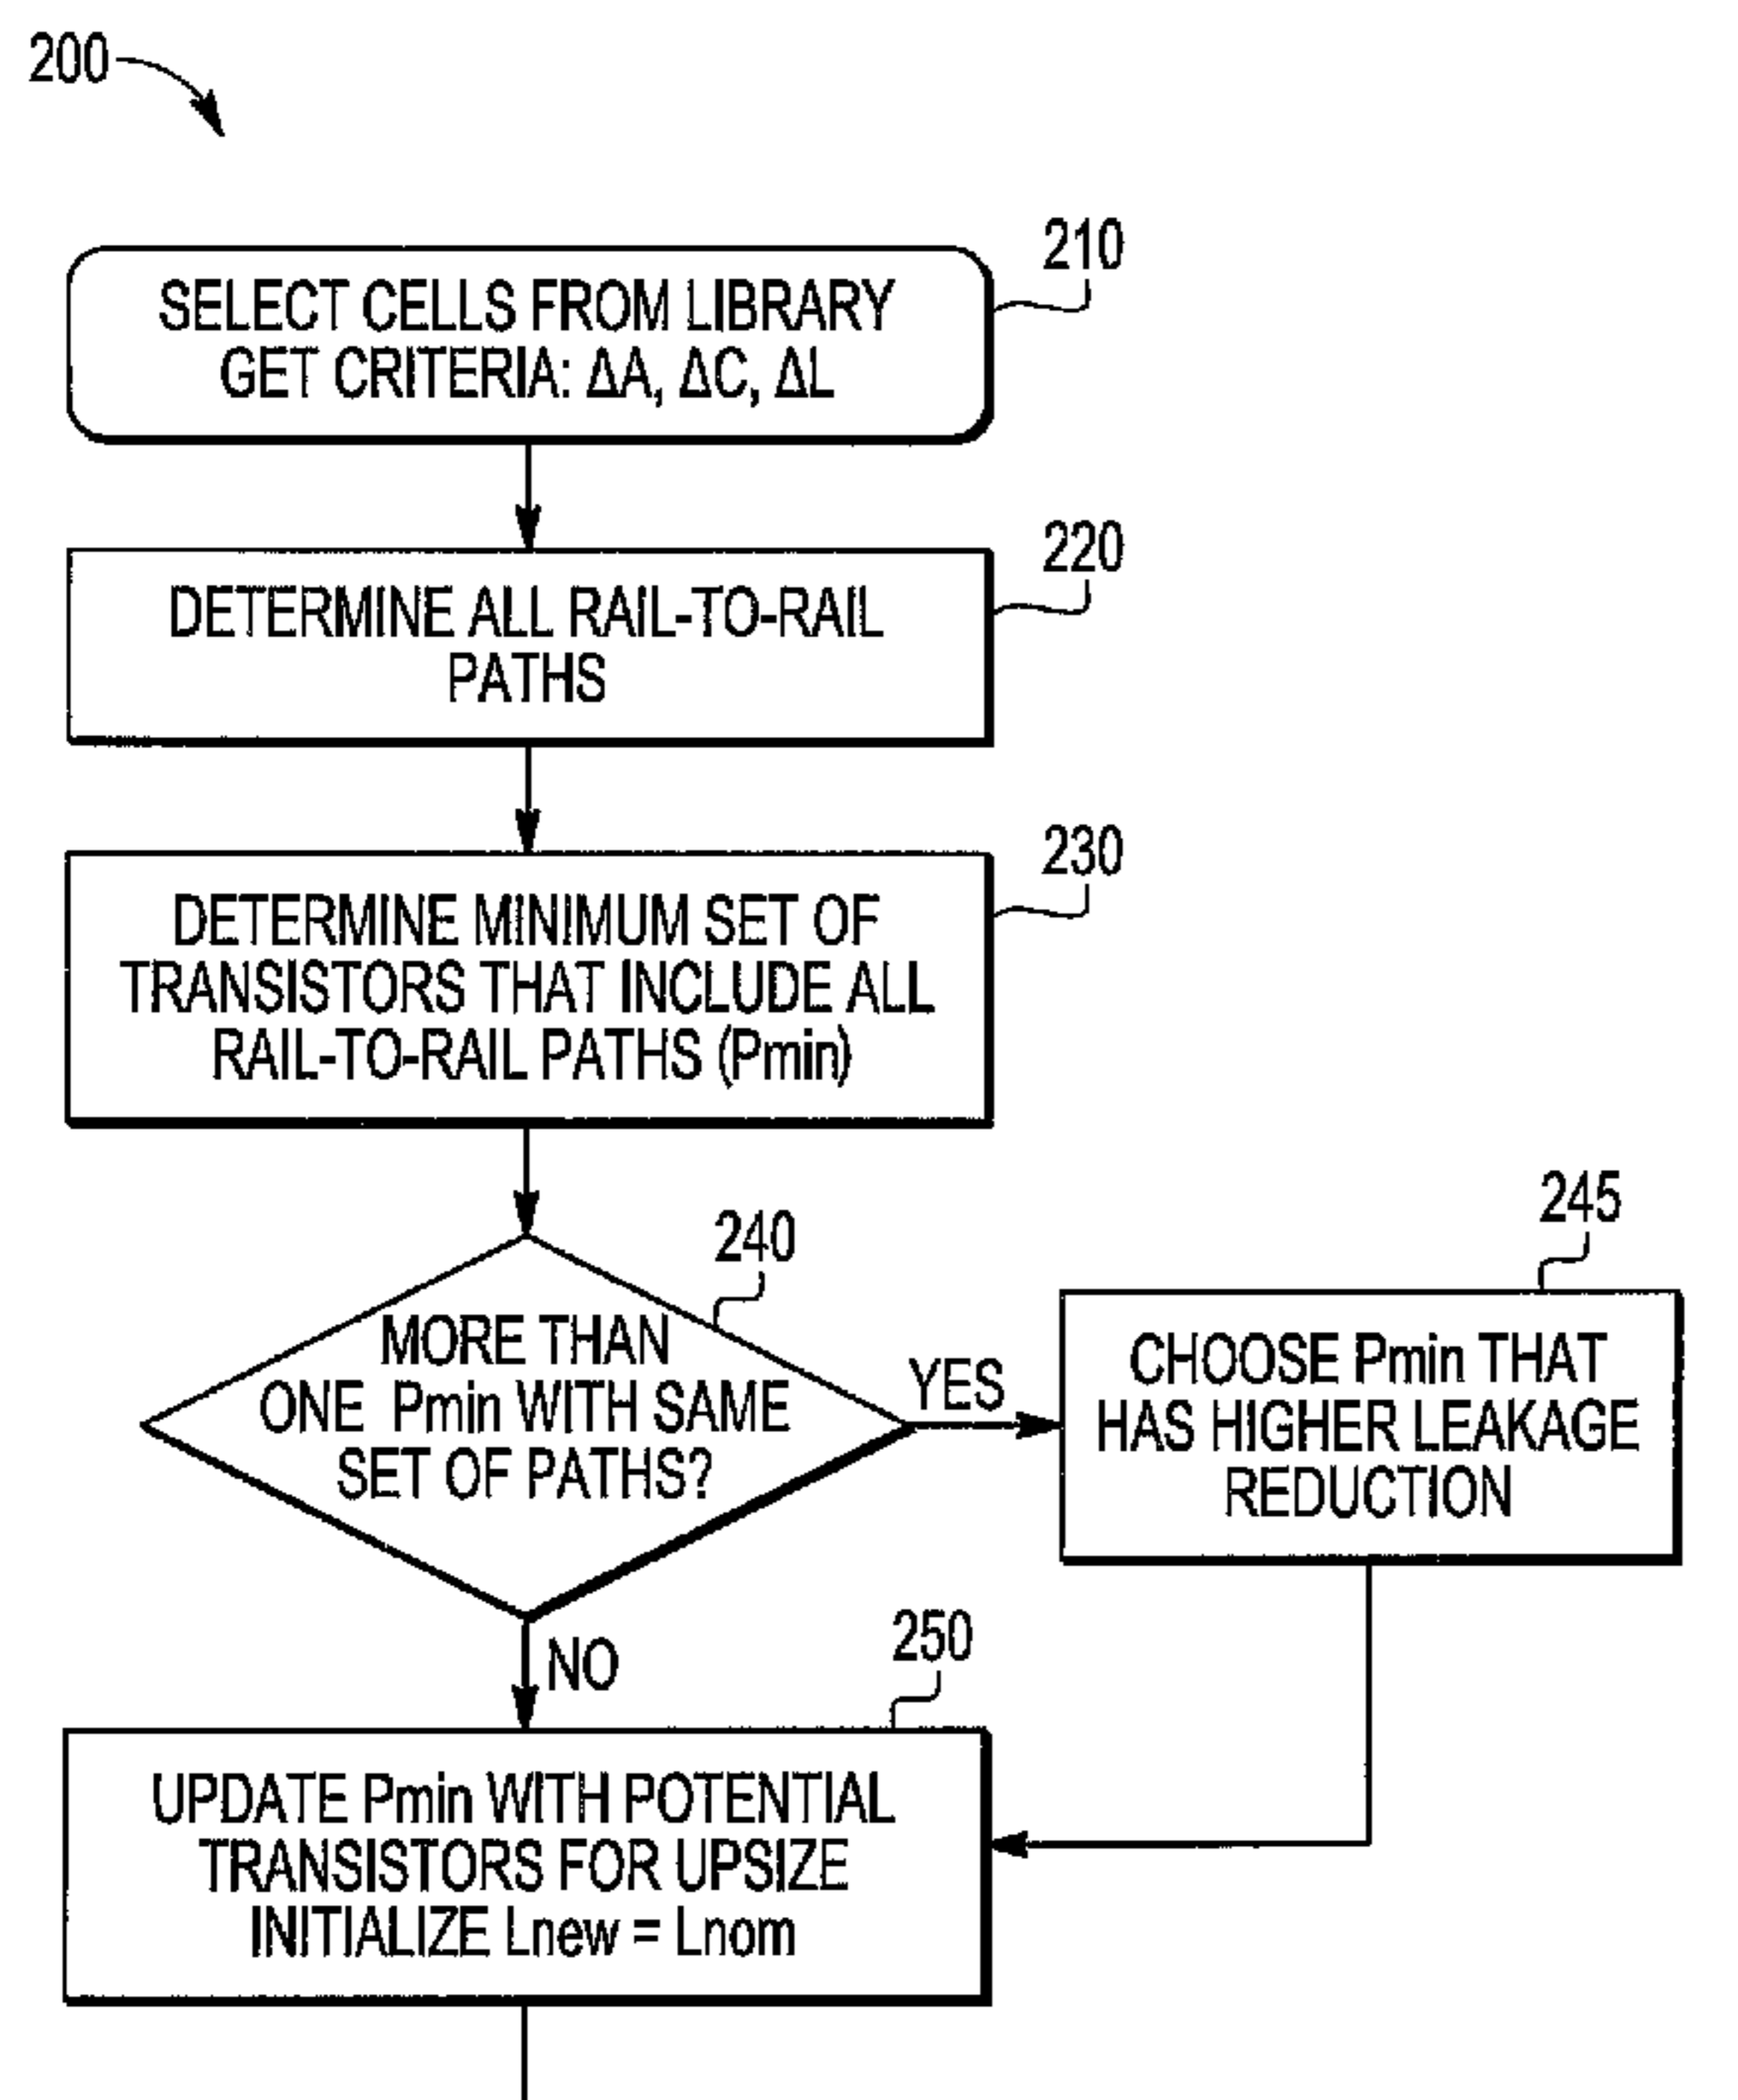 200
210
SELECT CELLS FROM LIBRARY
GET CRITERIA: ΔA, ΔC, ΔL
220
DETERMINE ALL RAIL-TO-RAIL
PATHS
230
DETERMINE MINIMUM SET OF
TRANSISTORS THAT INCLUDE ALL
RAIL-TO-RAIL PATHS (Pmin)
240
MORE THAN
ONE Pmin WITH SAME
SET OF PATHS?
YES
245
CHOOSE Pmin THAT
HAS HIGHER LEAKAGE
REDUCTION
NO
250
UPDATE Pmin WITH POTENTIAL
TRANSISTORS FOR UPSIZE
INITIALIZE Lnew = Lnom